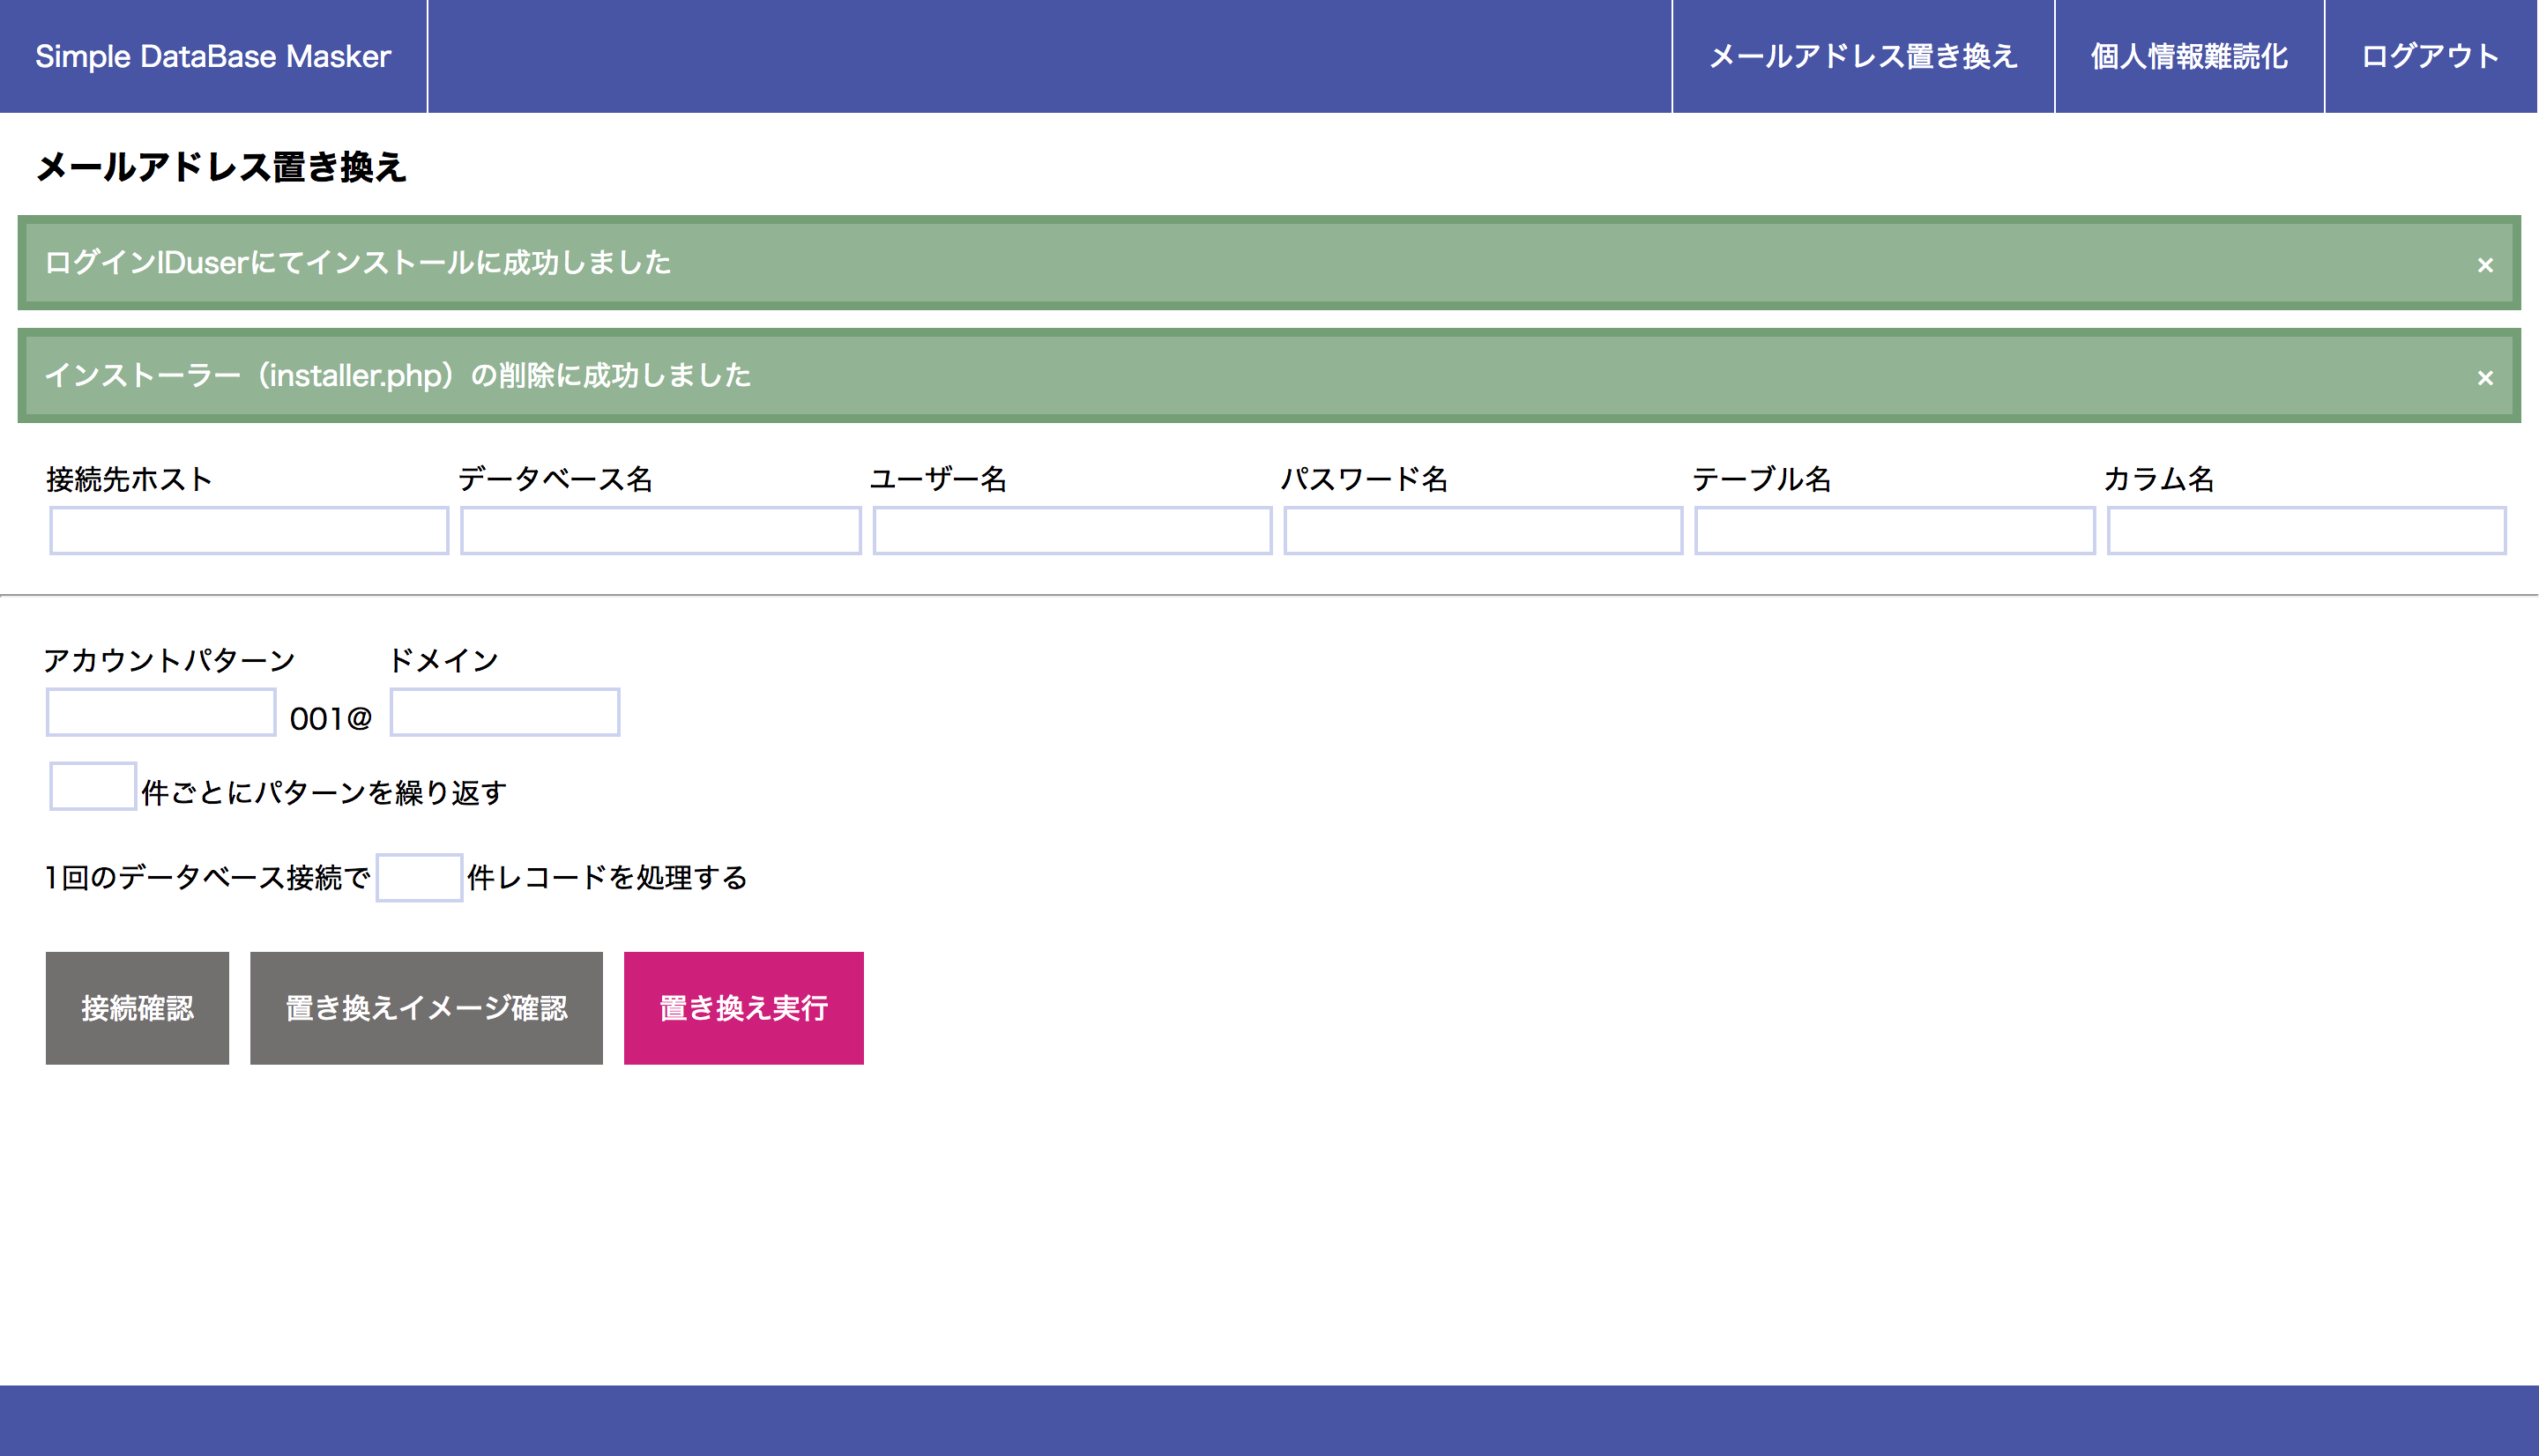 Simple DataBase Masker
メールアドレス置き換え
個人情報難読化
ログアウト
メールアドレス置き換え
ログインIDuserにてインストールに成功しました ×
インストーラー（installer.php）の削除に成功しました ×
接続先ホスト データベース名 ユーザー名 パスワード名 テーブル名 カラム名
アカウントパターン ドメイン
001@
件ごとにパターンを繰り返す
1回のデータベース接続で 件レコードを処理する
接続確認 置き換えイメージ確認 置き換え実行